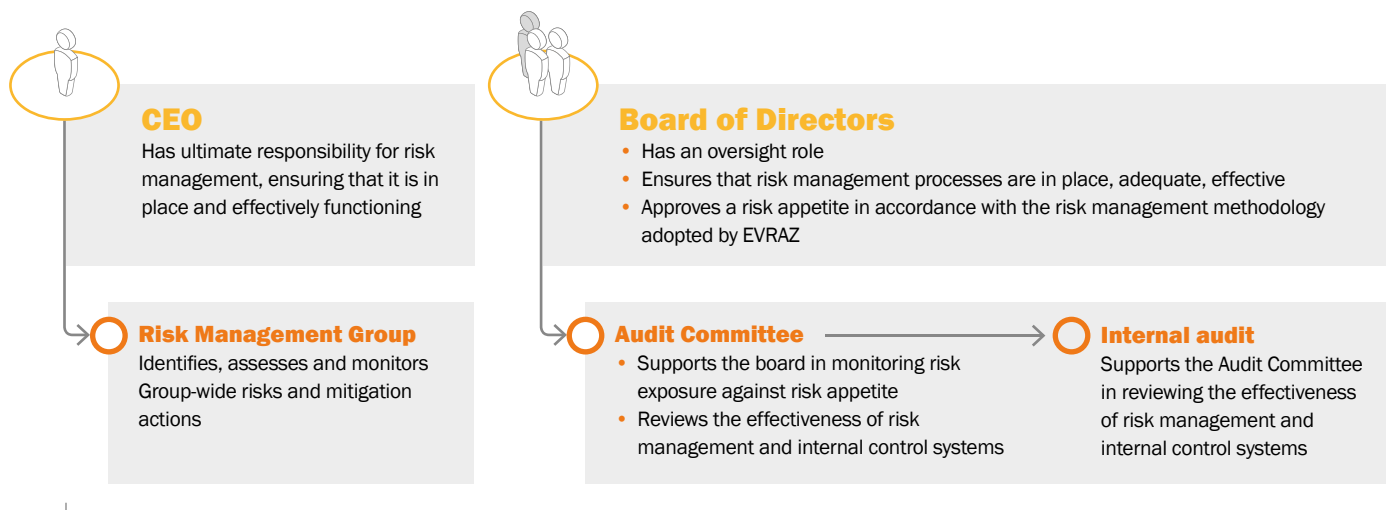 CEO
Has ultimate responsibility for risk
management, ensuring that it is in
place and effectively functioning
Board of Directors
• Has an oversight role
• Ensures that risk management processes are in place, adequate, effective
• Approves a risk appetite in accordance with the risk management methodology
adopted by EVRAZ
Risk Management Group
Identifies, assesses and monitors
Group-wide risks and mitigation
actions
Audit Committee
• Supports the board in monitoring risk
exposure against risk appetite
• Reviews the effectiveness of risk
management and internal control systems
Internal audit
Supports the Audit Committee
in reviewing the effectiveness
of risk management and
internal control systems